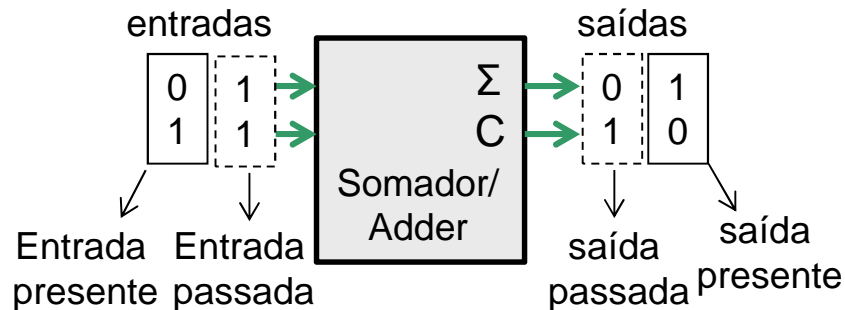 entradas
saídas
0 1 Σ 0 1
1 1 C 1 0
Somador/
Adder
Entrada
presente
Entrada
passada
saída
passada
saída
presente